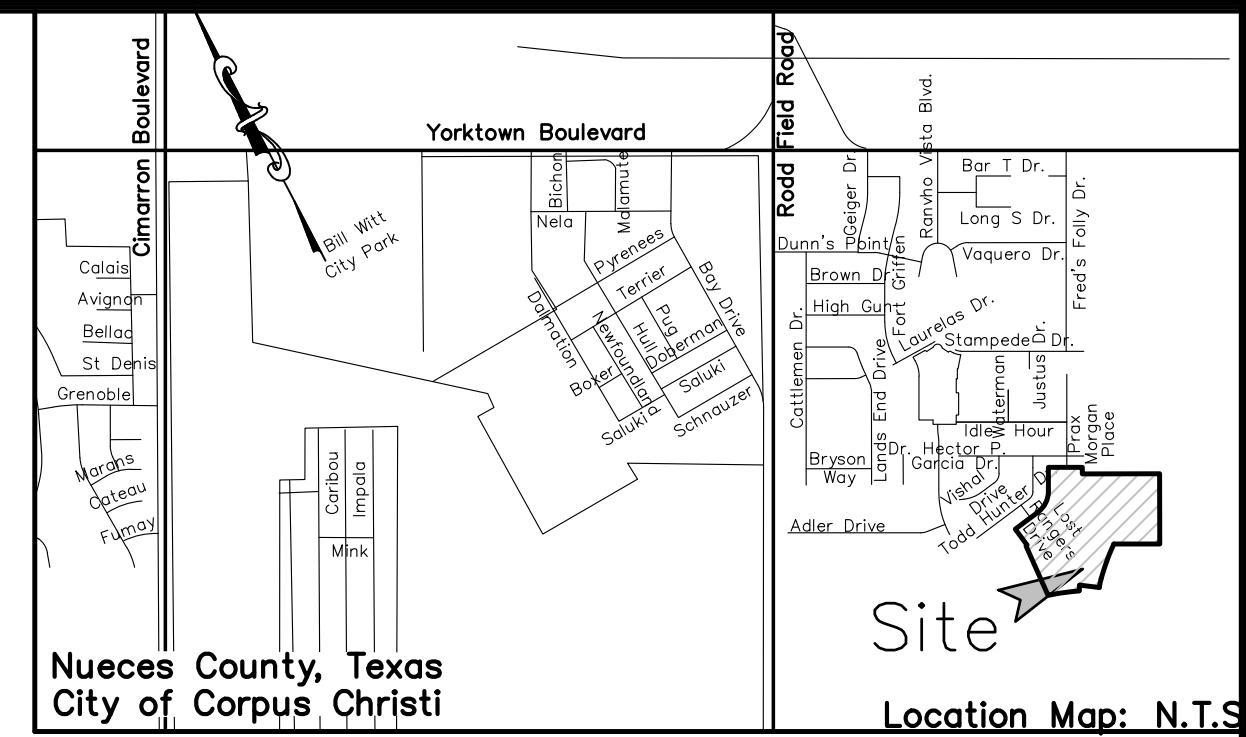 Cimarron Boulevard
Yorktown Boulevard
Rodd Field Road
Bill Witt
City Park
Calais
Avignon
Bellac
St Denis
Grenoble
Marans
Cateau
Fumay
Caribou
Impala
Mink
Bichon
Malamute
Nela
Pyrenees
Terrier
Bay Drive
Dalmation
Newfoundland
Hull
Pug
Doberman
Boxer
Saluki
Saluki
Schnauzer
Geiger Dr.
Ranvho Vista Blvd.
Bar T Dr.
Long S Dr.
Fred's Folly Dr.
Dunn's Point
Vaquero Dr.
Brown Dr.
High Gun
Fort Griffen
Laurelas Dr.
Stampede Dr.
Cattlemen Dr.
Lands End Drive
Waterman
Justus Dr.
Idle Hour
Prax
Morgan
Place
Dr. Hector P.
Garcia Dr.
Bryson
Way
Vishal
Drive
Todd Hunter D
Adler Drive
Lost
Rangers
Drive
Site
Nueces County, Texas
City of Corpus Christi
Location Map: N.T.S